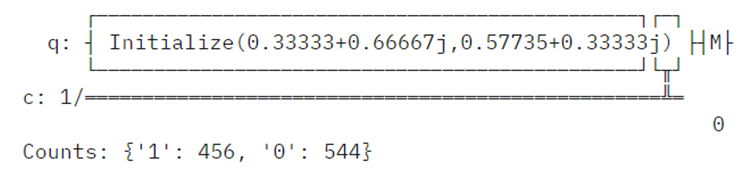 q: ┤ Initialize(0.33333+0.66667j,0.57735+0.33333j) ├┤M├
c: 1/
0
Counts: {'1': 456, '0': 544}